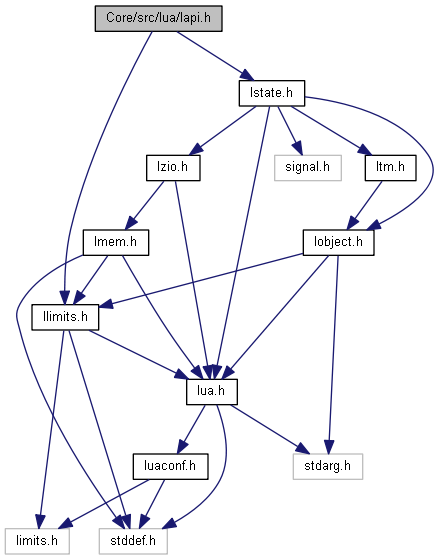 Core/src/lua/lapi.h
lstate.h
lzio.h
signal.h
ltm.h
lmem.h
lobject.h
llimits.h
lua.h
luaconf.h
stdarg.h
limits.h
stddef.h